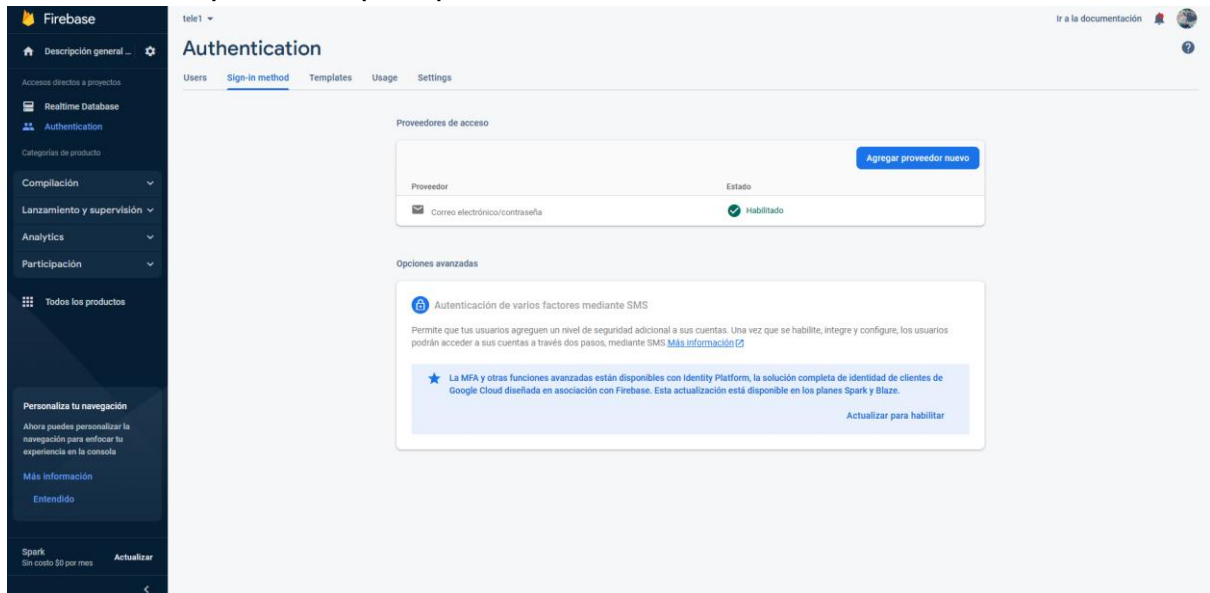 Firebase
Descripción general ...
Accesos directos a proyectos
Realtime Database
Authentication
Categorías de producto
Compilación
Lanzamiento y supervisión
Analytics
Participación
Todos los productos
Personaliza tu navegación
Ahora puedes personalizar la
navegación para enfocar tu
experiencia en la consola
Más información
Entendido
Spark
Sin costo $0 por mes
Actualizar
tele1
Ir a la documentación
Authentication
Users Sign-in method Templates Usage Settings
Proveedores de acceso
Agregar proveedor nuevo
Proveedor Estado
Correo electrónico/contraseña Habilitado
Opciones avanzadas
Autenticación de varios factores mediante SMS
Permite que tus usuarios agreguen un nivel de seguridad adicional a sus cuentas. Una vez que se habilite, integre y configure, los usuarios
podrán acceder a sus cuentas a través dos pasos, mediante SMS.Más información
La MFA y otras funciones avanzadas están disponibles con Identity Platform, la solución completa de identidad de clientes de
Google Cloud diseñada en asociación con Firebase. Esta actualización está disponible en los planes Spark y Blaze.
Actualizar para habilitar